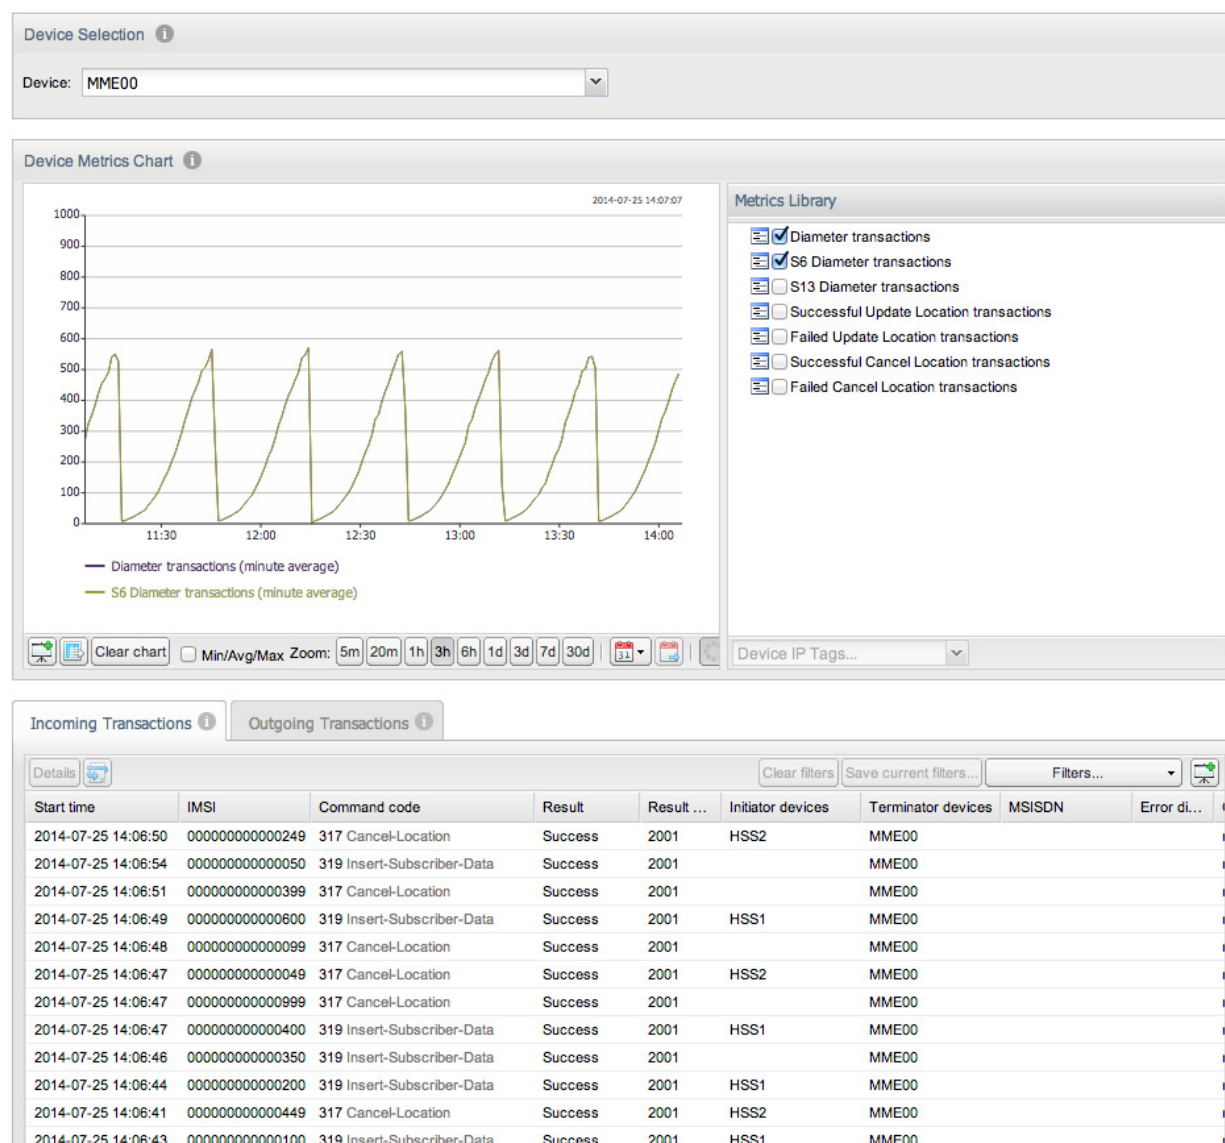 Device Selection
Device: MME00
Device Metrics Chart
2014-07-25 14:07:07
1000
900
800
700
600
500
400
300
200
100
0
11:30 12:00 12:30 13:00 13:30 14:00
Diameter transactions (minute average)
S6 Diameter transactions (minute average)
Clear chart Min/Avg/Max Zoom: 5m 20m 1h 3h 6h 1d 3d 7d 30d 31
Metrics Library
Diameter transactions
S6 Diameter transactions
S13 Diameter transactions
Successful Update Location transactions
Failed Update Location transactions
Successful Cancel Location transactions
Failed Cancel Location transactions
Device IP Tags...
Incoming Transactions Outgoing Transactions
Details Clear filters Save current filters... Filters...
Start time IMSI Command code Result Result ... Initiator devices Terminator devices MSISDN Error di...
2014-07-25 14:06:50 000000000000249 317 Cancel-Location Success 2001 HSS2 MME00
2014-07-25 14:06:54 000000000000050 319 Insert-Subscriber-Data Success 2001 MME00
2014-07-25 14:06:51 000000000000399 317 Cancel-Location Success 2001 MME00
2014-07-25 14:06:49 000000000000600 319 Insert-Subscriber-Data Success 2001 HSS1 MME00
2014-07-25 14:06:48 000000000000099 317 Cancel-Location Success 2001 MME00
2014-07-25 14:06:47 000000000000049 317 Cancel-Location Success 2001 HSS2 MME00
2014-07-25 14:06:47 000000000000999 317 Cancel-Location Success 2001 MME00
2014-07-25 14:06:47 000000000000400 319 Insert-Subscriber-Data Success 2001 HSS1 MME00
2014-07-25 14:06:46 000000000000350 319 Insert-Subscriber-Data Success 2001 MME00
2014-07-25 14:06:44 000000000000200 319 Insert-Subscriber-Data Success 2001 HSS1 MME00
2014-07-25 14:06:41 000000000000449 317 Cancel-Location Success 2001 HSS2 MME00
2014-07-25 14:06:43 000000000000100 319 Insert-Subscriber-Data Success 2001 HSS1 MME00